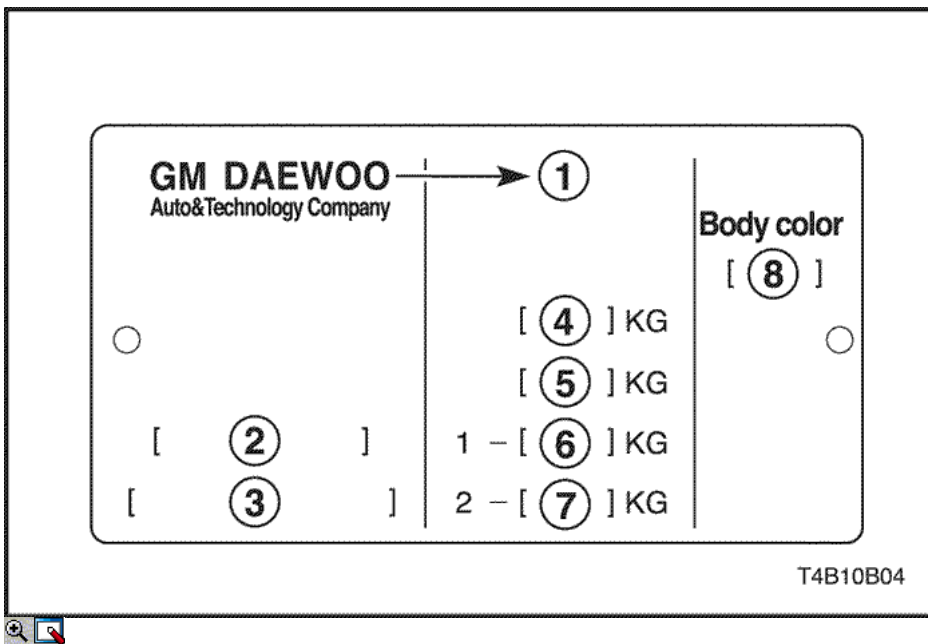 GM DAEWOO
Auto&Technology Company
1
Body color
[ 8 ]
[ 4 ] KG
[ 5 ] KG
[ 2 ]
1 – [ 6 ] KG
[ 3 ]
2 – [ 7 ] KG
T4B10B04